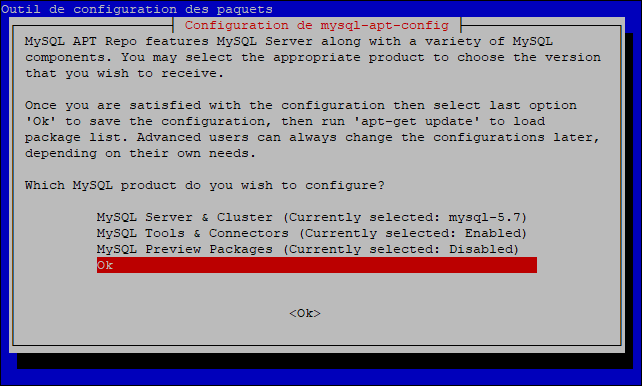 Outil de configuration des paquets
Configuration de mysql-apt-config
MySQL APT Repo features MySQL Server along with a variety of MySQL
components. You may select the appropriate product to choose the version
that you wish to receive.
Once you are satisfied with the configuration then select last option
'Ok' to save the configuration, then run 'apt-get update' to load
package list. Advanced users can always change the configurations later,
depending on their own needs.
Which MySQL product do you wish to configure?
MySQL Server & Cluster (Currently selected: mysql-5.7)
MySQL Tools & Connectors (Currently selected: Enabled)
MySQL Preview Packages (Currently selected: Disabled)
Ok
<Ok>